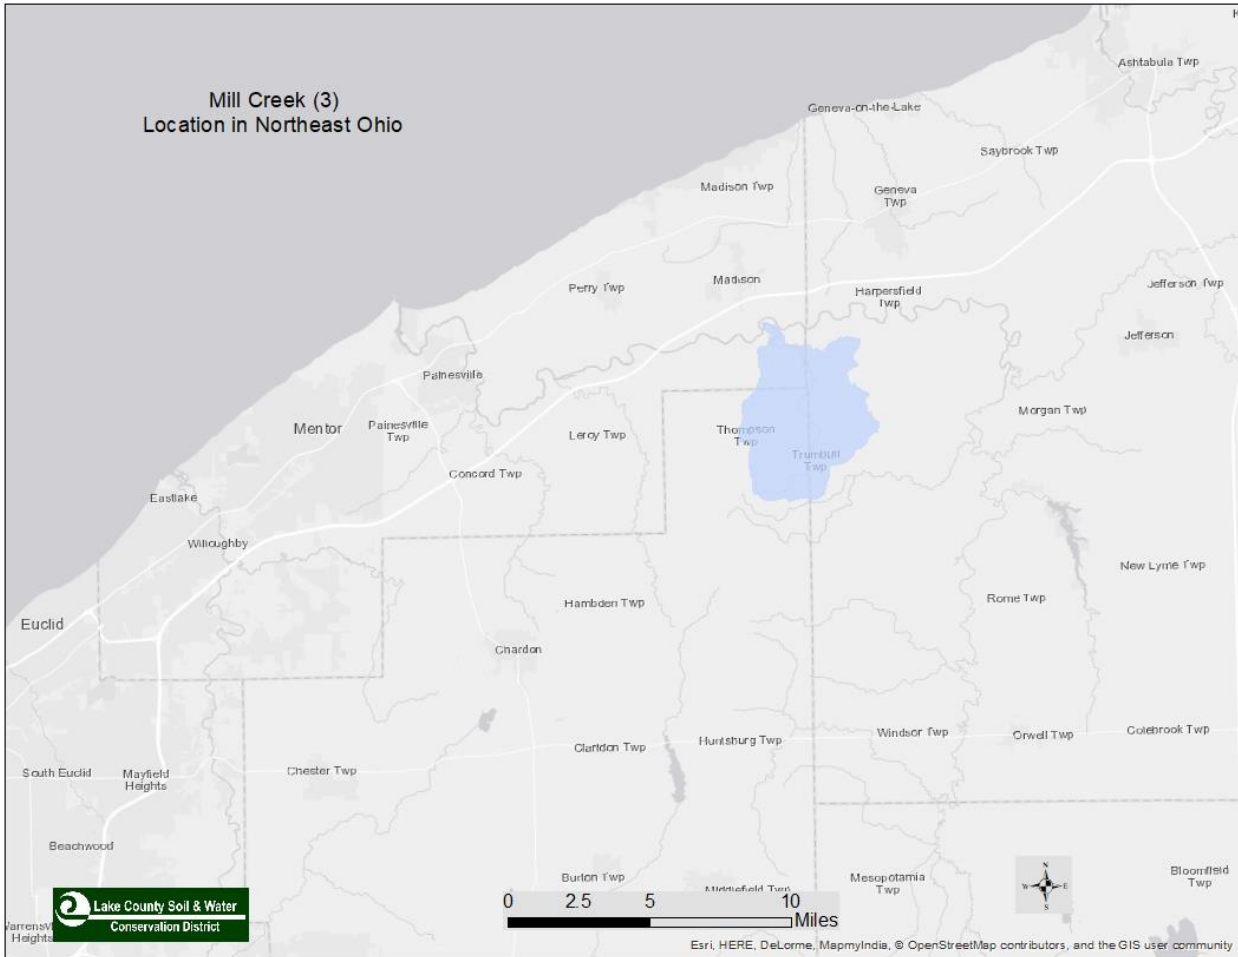 K
Ashtabula Twp
Mill Creek (3)
Location in Northeast Ohio
Geneva-on-the-Lake
Saybrook Twp
Madison Twp
Geneva
Twp
Madison
Perry Twp
Harpersfield
Twp
Jefferson Twp
Jefferson
Painesville
Mentor
Painesville
Twp
Leroy Twp
Thompson
Twp
Morgan Twp
Trumbull
Twp
Concord Twp
Eastlake
Willoughby
New Lyme Twp
Rome Twp
Hambden Twp
Euclid
Chardon
Claridon Twp
Huntsburg Twp
Windsor Twp
Orwell Twp
Colebrook Twp
South Euclid
Mayfield
Heights
Chester Twp
Beachwood
Burton Twp
Middlefield Twp
Mesopotamia
Twp
Bloomfield
Twp
N
W E
S
0 2.5 5 10
Miles
Lake County Soil & Water
Conservation District
Warrensv
Heights
Esri, HERE, DeLorme, MapmyIndia, © OpenStreetMap contributors, and the GIS user community